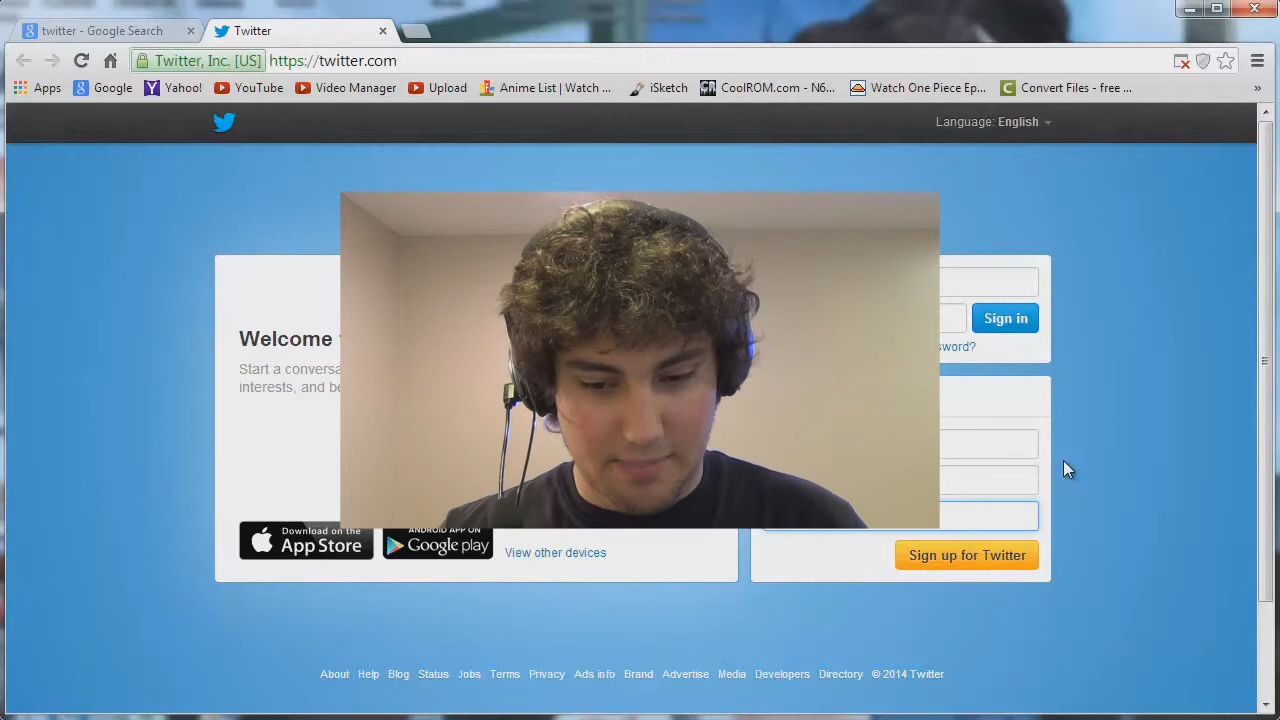 twitter - Google Search
Twitter
Twitter, Inc. [US] https://twitter.com
Apps Google Yahoo! YouTube Video Manager Upload Anime List | Watch ... iSketch CoolROM.com - N6... Watch One Piece Ep... Convert Files - free ... »
Language: English
Welcome
Start a conversa
interests, and be
Sign in
sword?
Download on the
App Store
ANDROID APP ON
Google play
View other devices
Sign up for Twitter
About Help Blog Status Jobs Terms Privacy Ads info Brand Advertise Media Developers Directory © 2014 Twitter